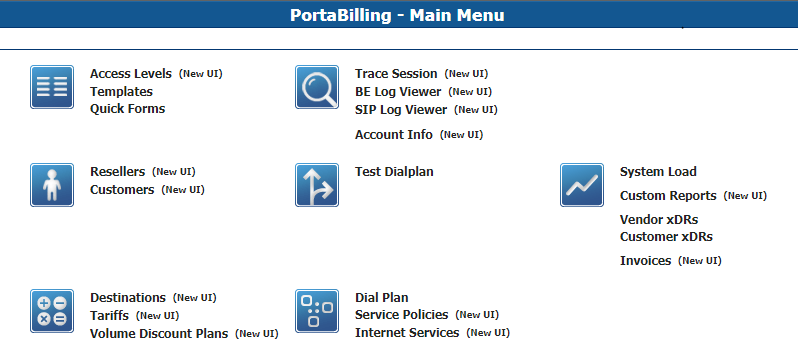 PortaBilling - Main Menu
Access Levels (New UI)
Templates
Quick Forms
Trace Session (New UI)
BE Log Viewer (New UI)
SIP Log Viewer (New UI)
Account Info (New UI)
Resellers (New UI)
Customers (New UI)
Test Dialplan
System Load
Custom Reports (New UI)
Vendor xDRs
Customer xDRs
Invoices (New UI)
Destinations (New UI)
Tariffs (New UI)
Volume Discount Plans (New UI)
Dial Plan
Service Policies (New UI)
Internet Services (New UI)